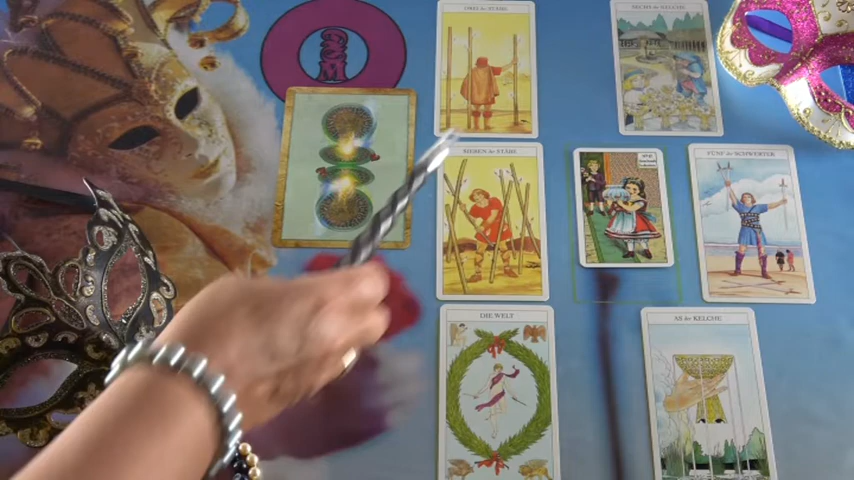 DREI der STÄBE
SECHS der KELCHE
SIEBEN der STÄBE
FÜNF der SCHWERTER
DIE WELT
AS der KELCHE